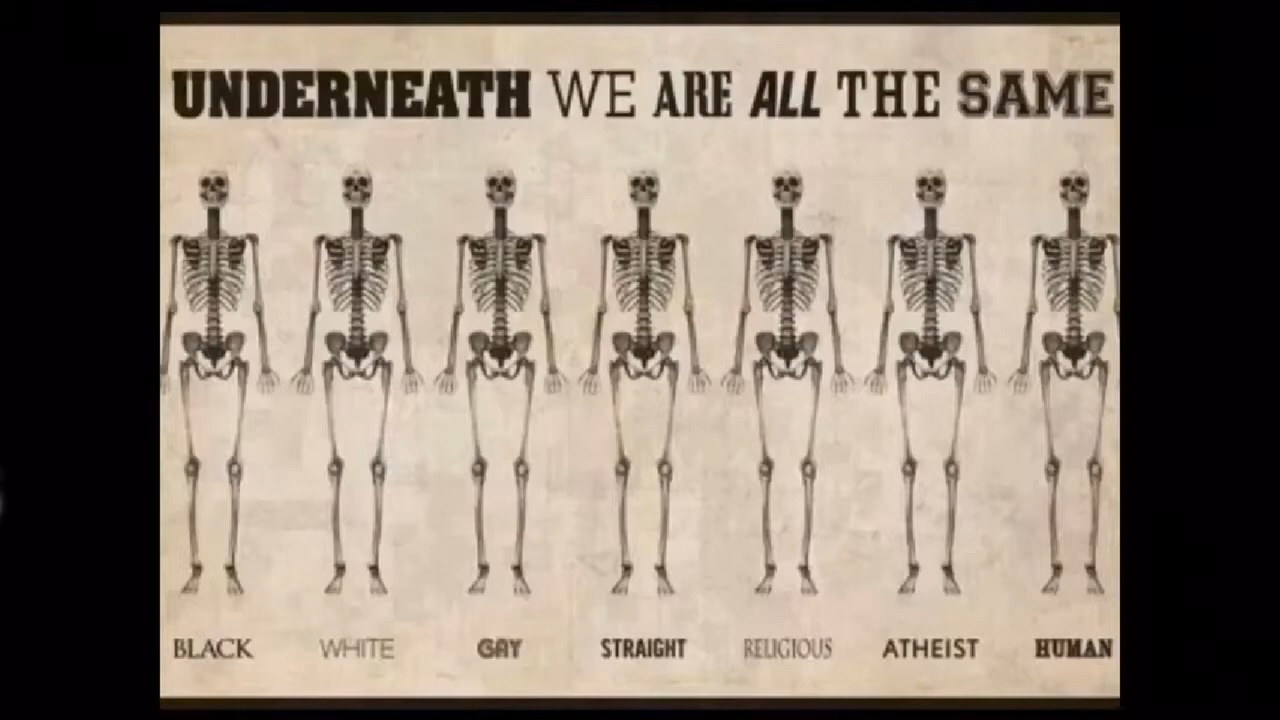 UNDERNEATH WE ARE ALL THE SAME
BLACK WHITE GAY STRAIGHT RELIGIOUS ATHEIST HUMAN